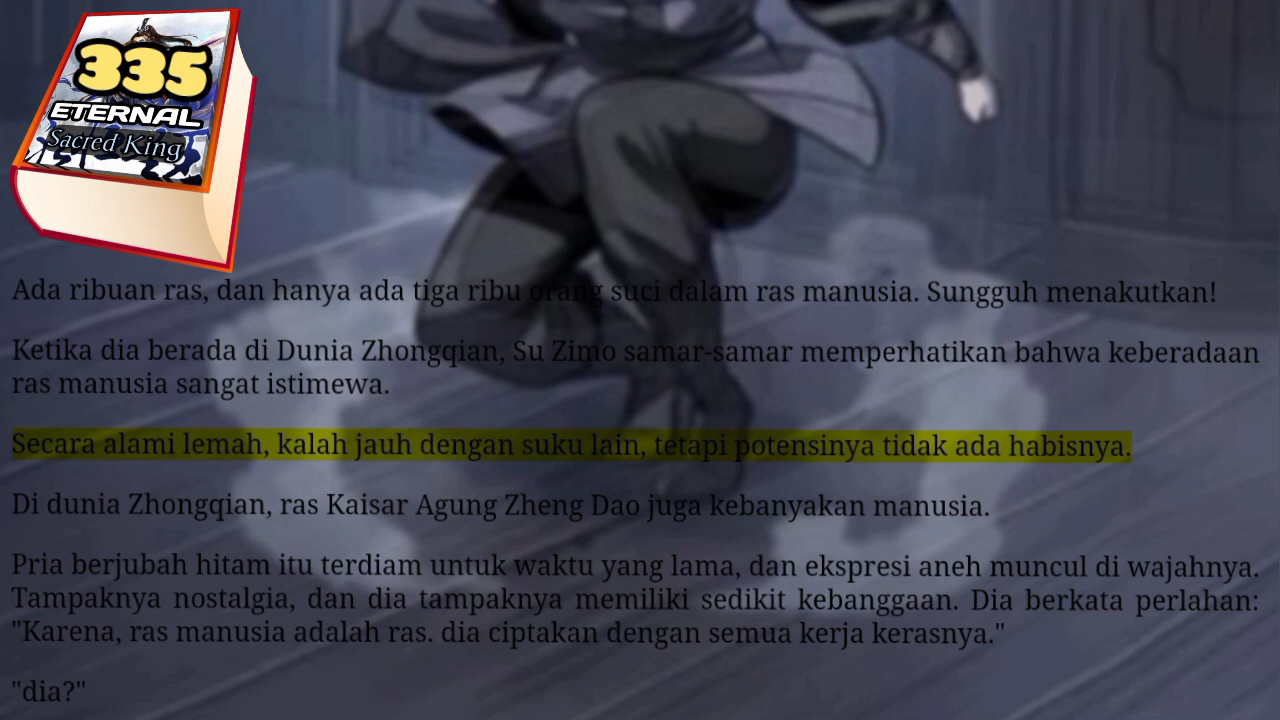 335
ETERNAL
Sacred King
Ada ribuan ras, dan hanya ada tiga ribu orang suci dalam ras manusia. Sungguh menakutkan!
Ketika dia berada di Dunia Zhongqian, Su Zimo samar-samar memperhatikan bahwa keberadaan
ras manusia sangat istimewa.
Secara alami lemah, kalah jauh dengan suku lain, tetapi potensinya tidak ada habisnya.
Di dunia Zhongqian, ras Kaisar Agung Zheng Dao juga kebanyakan manusia.
Pria berjubah hitam itu terdiam untuk waktu yang lama, dan ekspresi aneh muncul di wajahnya.
Tampaknya nostalgia, dan dia tampaknya memiliki sedikit kebanggaan. Dia berkata perlahan:
"Karena, ras manusia adalah ras. dia ciptakan dengan semua kerja kerasnya."
"dia?"